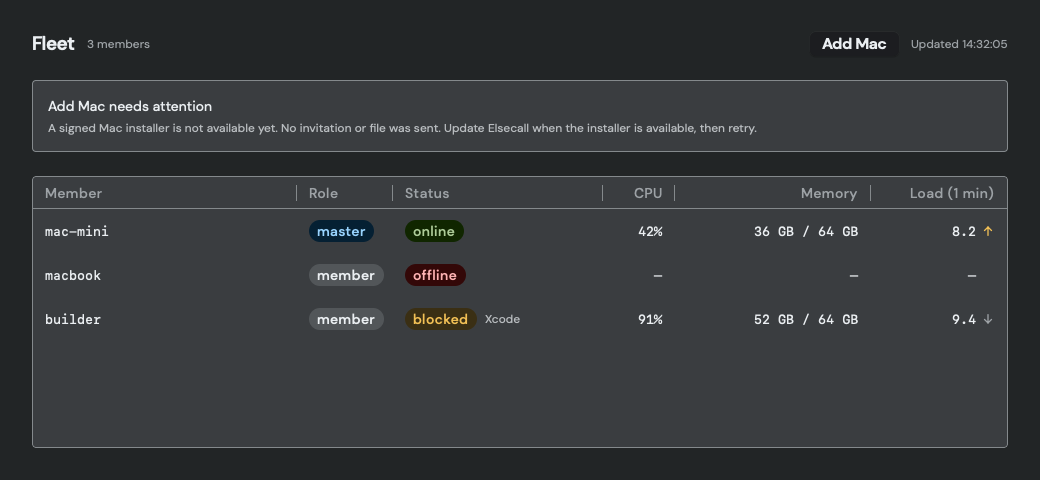 Fleet 3 members Add Mac Updated 14:32:05
Add Mac needs attention
A signed Mac installer is not available yet. No invitation or file was sent. Update Elsecall when the installer is available, then retry.
Member Role Status CPU Memory Load (1 min)
mac-mini master online 42% 36 GB / 64 GB 8.2 ↑
macbook member offline — — —
builder member blocked Xcode 91% 52 GB / 64 GB 9.4 ↓